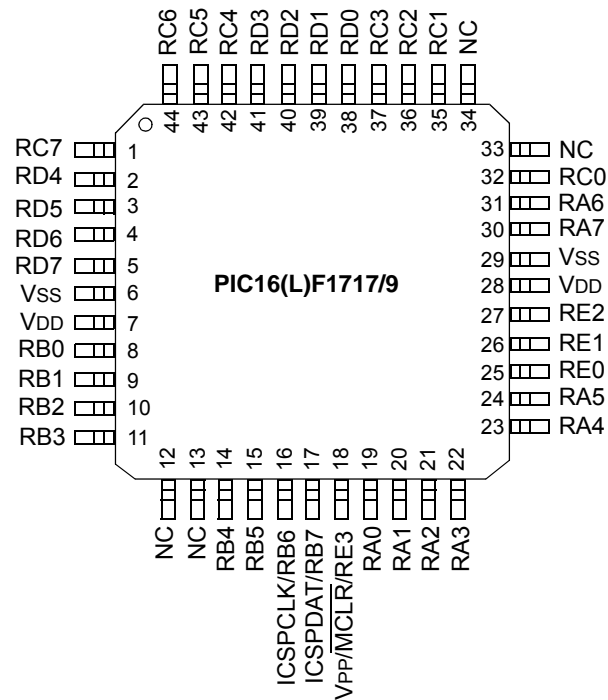 RC6
RC5
RC4
RD3
RD2
RD1
RD0
RC3
RC2
RC1
NC
44
43
42
41
40
39
38
37
36
35
34
RC7 1
RD4 2
RD5 3
RD6 4
RD7 5
VSS 6
VDD 7
RB0 8
RB1 9
RB2 10
RB3 11
PIC16(L)F1717/9
33 NC
32 RC0
31 RA6
30 RA7
29 VSS
28 VDD
27 RE2
26 RE1
25 RE0
24 RA5
23 RA4
12
13
14
15
16
17
18
19
20
21
22
NC
NC
RB4
RB5
ICSPCLK/RB6
ICSPDAT/RB7
VPP/MCLR/RE3
RA0
RA1
RA2
RA3